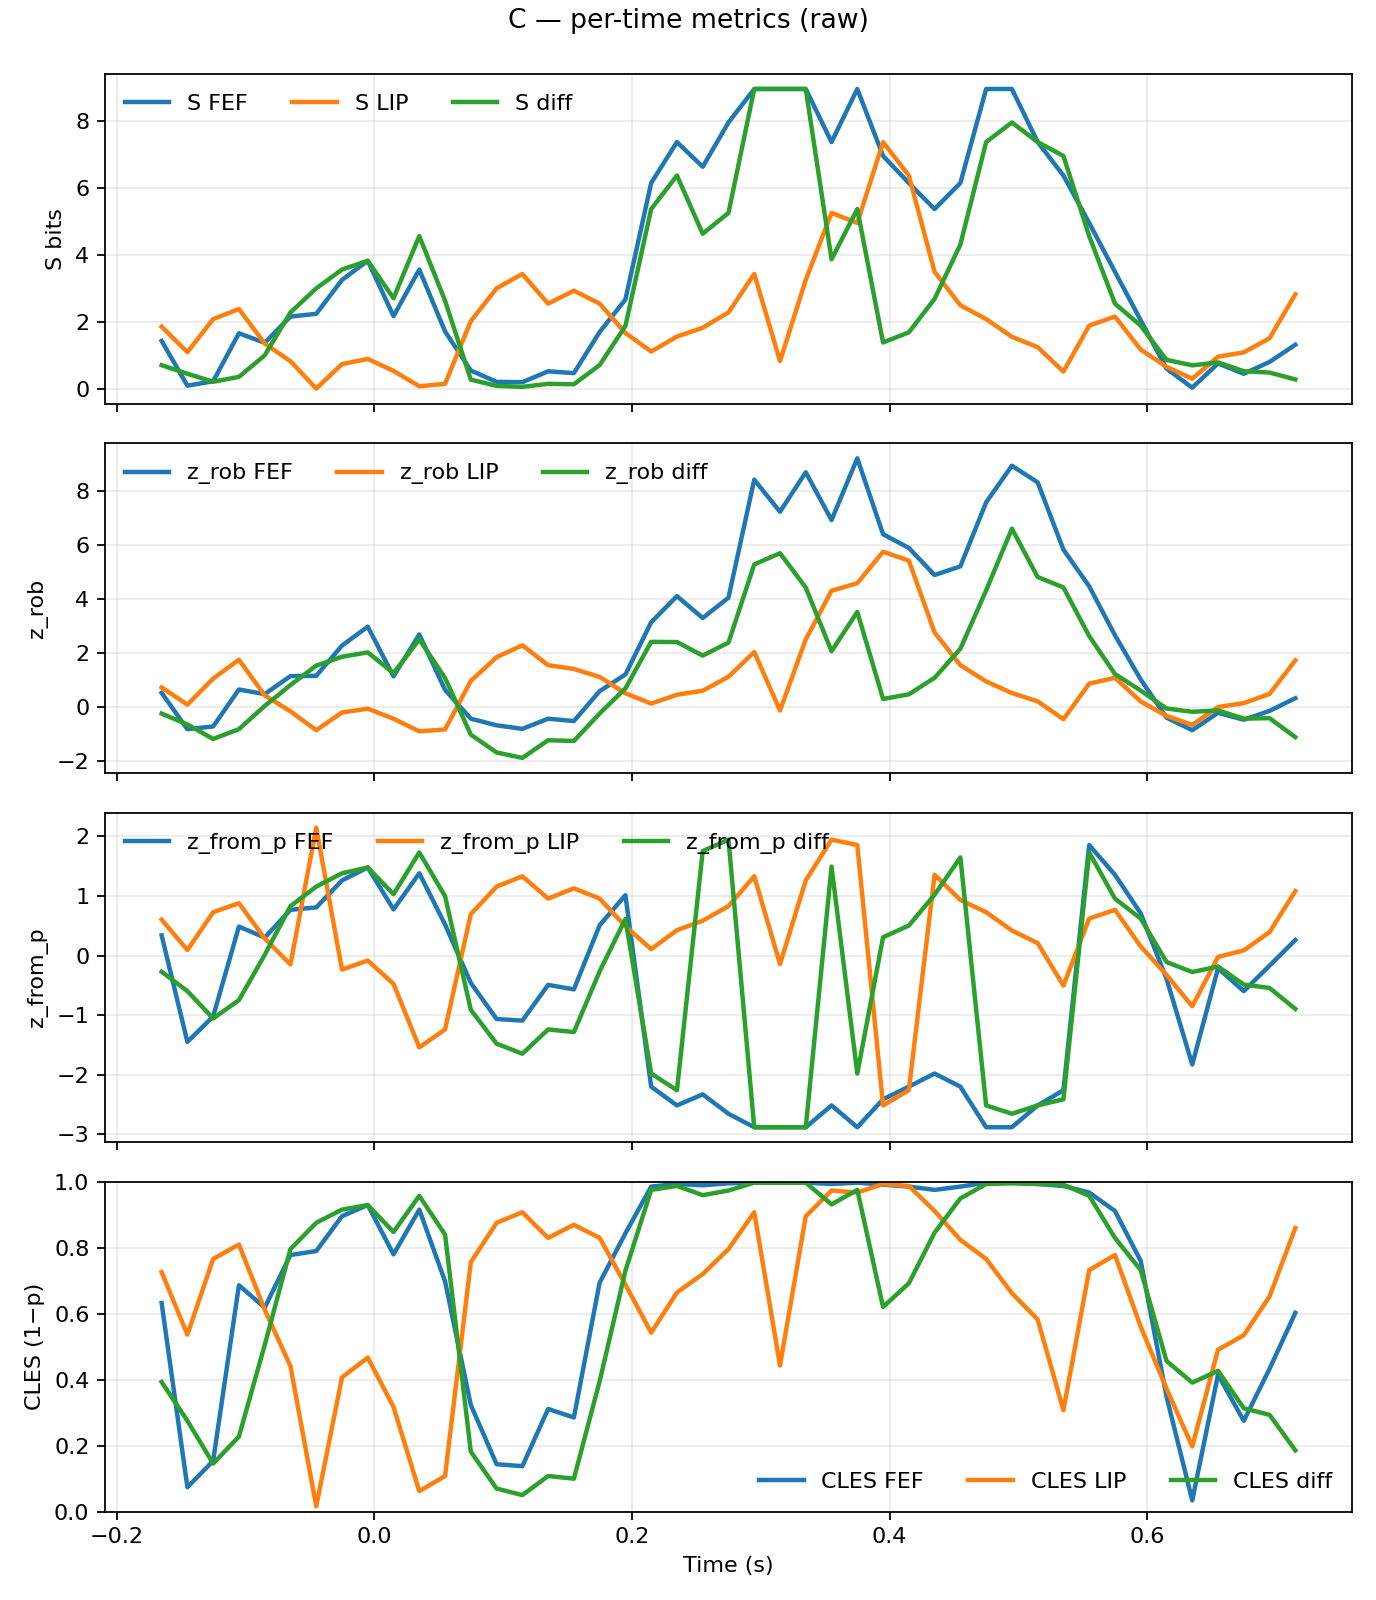 C — per-time metrics (raw)
S FEF
S LIP
S diff
8
6
4
2
0
S bits
z_rob FEF
z_rob LIP
z_rob diff
8
6
4
2
0
−2
z_rob
z_from_p FEF
z_from_p LIP
z_from_p diff
2
1
0
−1
−2
−3
z_from_p
1.0
0.8
0.6
0.4
0.2
0.0
CLES (1−p)
CLES FEF
CLES LIP
CLES diff
−0.2
0.0
0.2
0.4
0.6
Time (s)